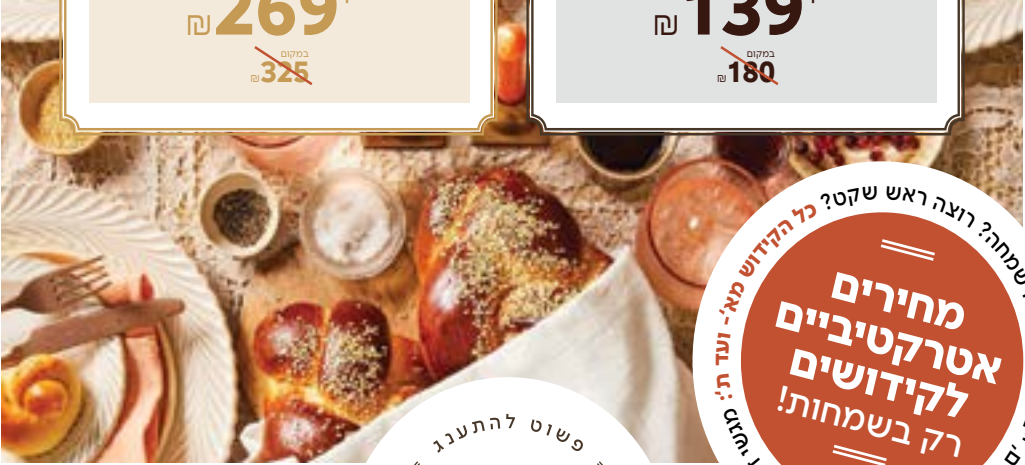 139 ₪
במקום
180 ₪
269 ₪
במקום
325 ₪
שמחה? רוצה ראש שקט? כל הקידוש מא'- ועד ת': מגשי
מחירים
אטרקטיביים
לקידושים
רק בשמחות!
פשוט להתענג